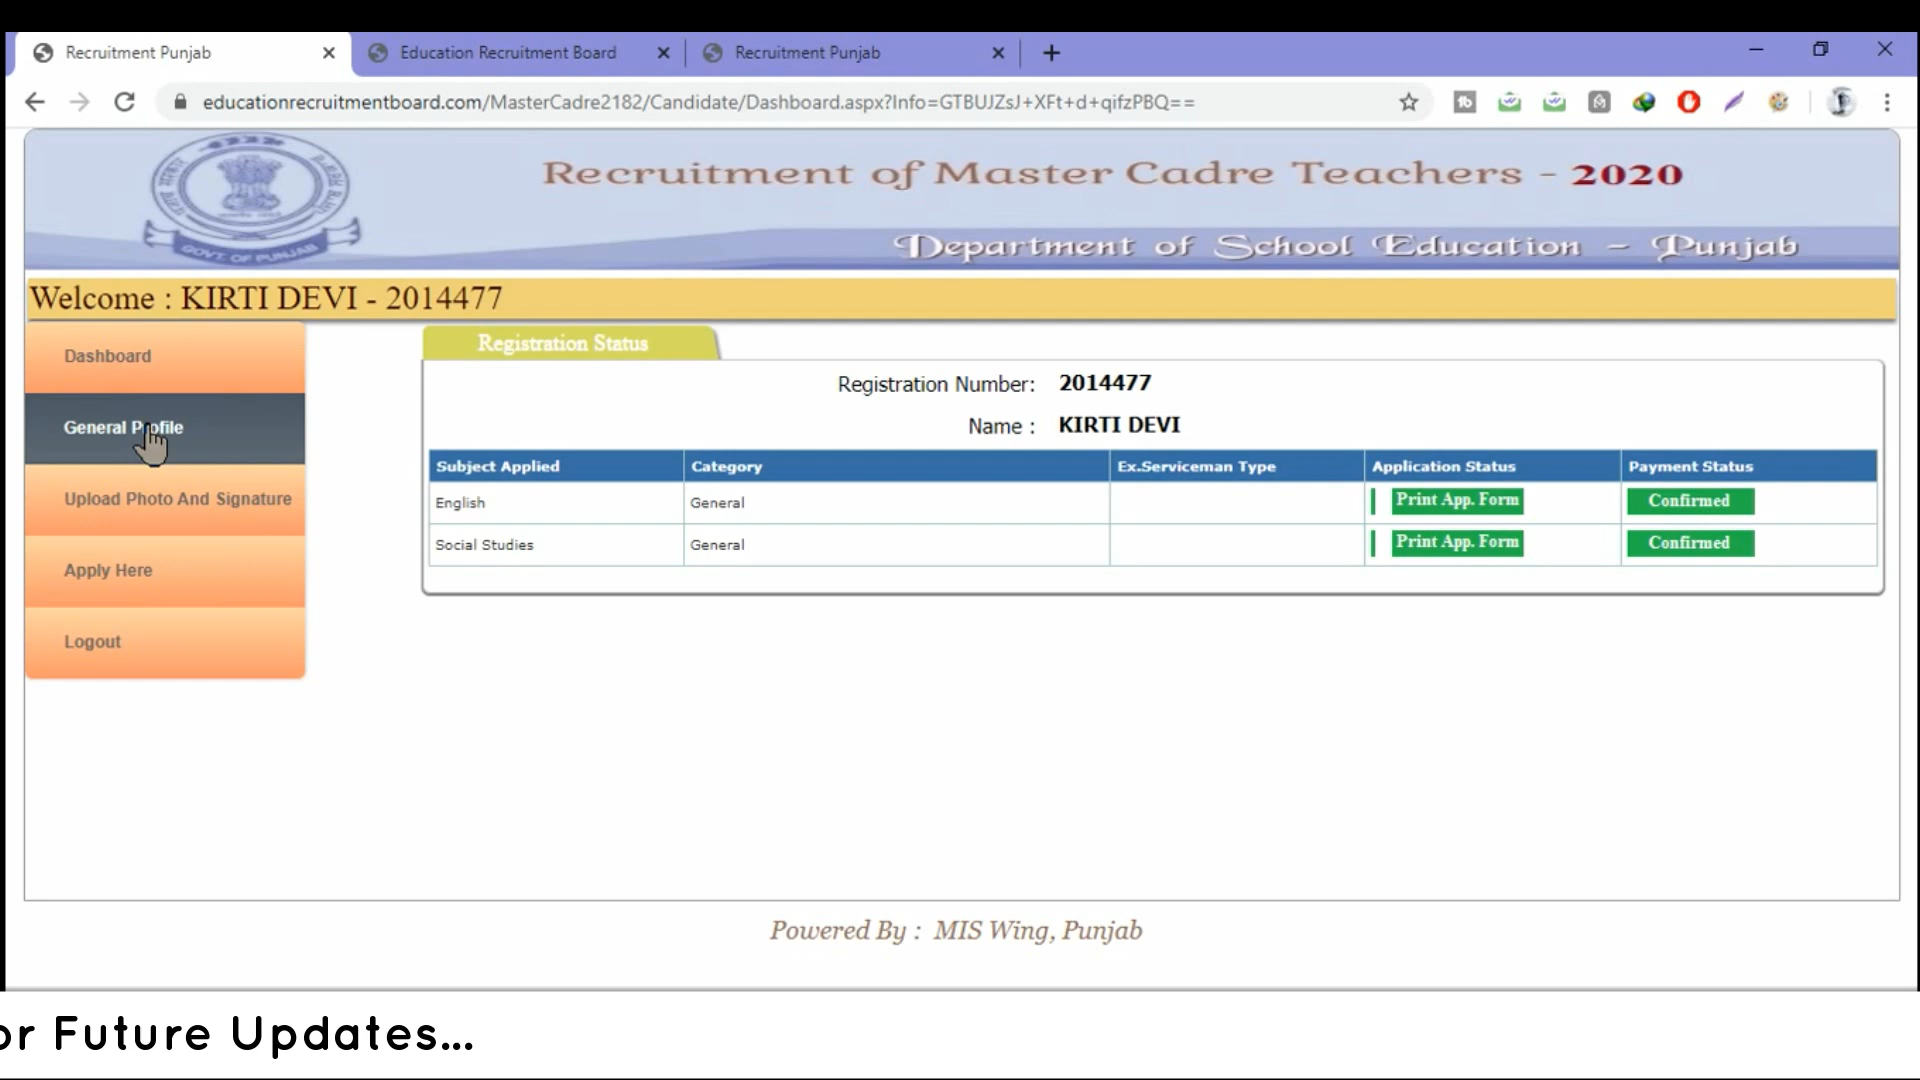 Recruitment Punjab
Education Recruitment Board
Recruitment Punjab
educationrecruitmentboard.com/MasterCadre2182/Candidate/Dashboard.aspx?Info=GTBUJZsJ+XFt+d+qifzPBQ==
Recruitment of Master Cadre Teachers - 2020
Department of School Education - Punjab
GOVT. OF PUNJAB
Welcome : KIRTI DEVI - 2014477
Dashboard
General Profile
Upload Photo And Signature
Apply Here
Logout
Registration Status
Registration Number: 2014477
Name : KIRTI DEVI
Subject Applied Category Ex.Serviceman Type Application Status Payment Status
English General Print App. Form Confirmed
Social Studies General Print App. Form Confirmed
Powered By : MIS Wing, Punjab
or Future Updates...